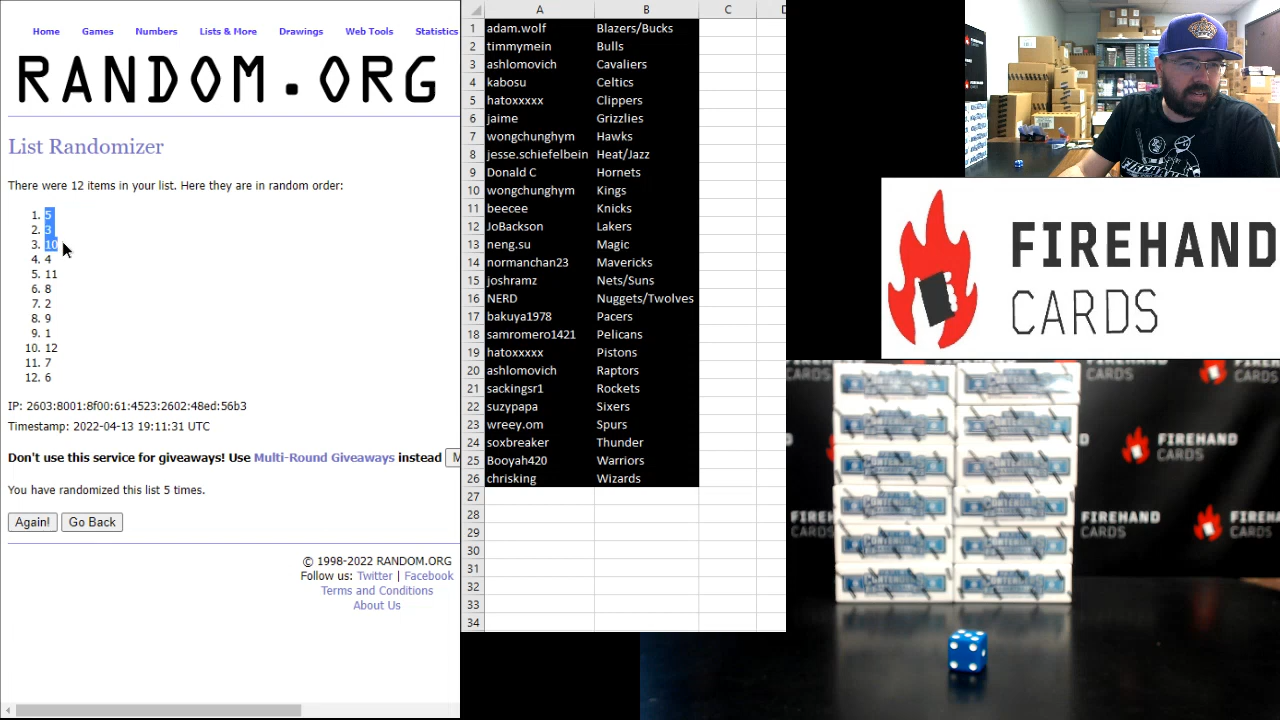 Home Games Numbers Lists & More Drawings Web Tools Statistics
RANDOM.ORG
List Randomizer
There were 12 items in your list. Here they are in random order:
1. 5
2. 3
3. 10
4. 4
5. 11
6. 8
7. 2
8. 9
9. 1
10. 12
11. 7
12. 6
IP: 2603:8001:8f00:61:4523:2602:48ed:56b3
Timestamp: 2022-04-13 19:11:31 UTC
Don't use this service for giveaways! Use Multi-Round Giveaways instead M
You have randomized this list 5 times.
Again! Go Back
© 1998-2022 RANDOM.ORG
Follow us: Twitter | Facebook
Terms and Conditions
About Us
A B C D
1 adam.wolf Blazers/Bucks
2 timmymein Bulls
3 ashlomovich Cavaliers
4 kabosu Celtics
5 hatoxxxxx Clippers
6 jaime Grizzlies
7 wongchunghym Hawks
8 jesse.schiefelbein Heat/Jazz
9 Donald C Hornets
10 wongchunghym Kings
11 beecee Knicks
12 JoBackson Lakers
13 neng.su Magic
14 normanchan23 Mavericks
15 joshramz Nets/Suns
16 NERD Nuggets/Twolves
17 bakuya1978 Pacers
18 samromero1421 Pelicans
19 hatoxxxxx Pistons
20 ashlomovich Raptors
21 sackingsr1 Rockets
22 suzypapa Sixers
23 wreey.om Spurs
24 soxbreaker Thunder
25 Booyah420 Warriors
26 chrisking Wizards
27
28
29
30
31
32
33
34
FIREHAND
CARDS
FIREHAND
CARDS
FIREHAND
CARDS
FIREHAND
CARDS
CONTENDERS
CONTENDERS